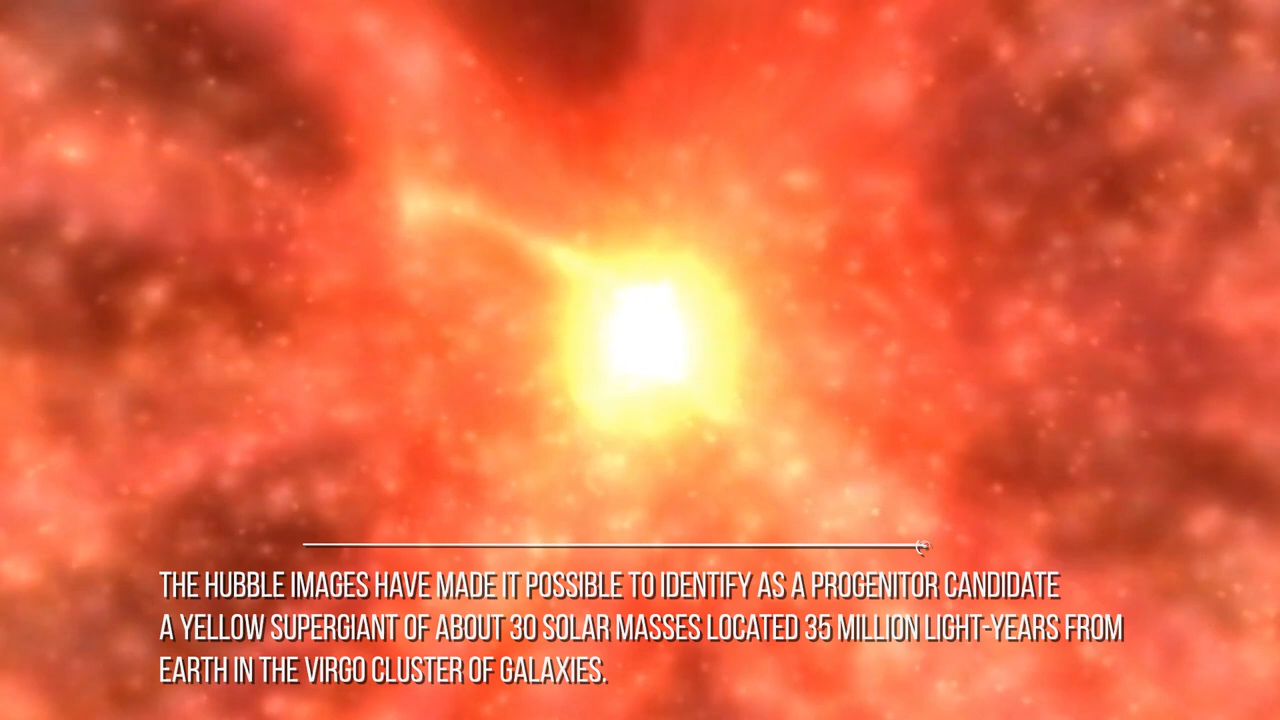 THE HUBBLE IMAGES HAVE MADE IT POSSIBLE TO IDENTIFY AS A PROGENITOR CANDIDATE
A YELLOW SUPERGIANT OF ABOUT 30 SOLAR MASSES LOCATED 35 MILLION LIGHT-YEARS FROM
EARTH IN THE VIRGO CLUSTER OF GALAXIES.